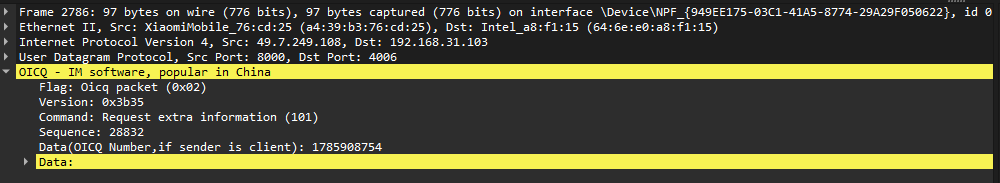 Frame 2786: 97 bytes on wire (776 bits), 97 bytes captured (776 bits) on interface \Device\NPF_{949EE175-03C1-41A5-8774-29A29F050622}, id 0
Ethernet II, Src: XiaomiMobile_76:cd:25 (a4:39:b3:76:cd:25), Dst: Intel_a8:f1:15 (64:6e:e0:a8:f1:15)
Internet Protocol Version 4, Src: 49.7.249.108, Dst: 192.168.31.103
User Datagram Protocol, Src Port: 8000, Dst Port: 4006
OICQ - IM software, popular in China
Flag: Oicq packet (0x02)
Version: 0x3b35
Command: Request extra information (101)
Sequence: 28832
Data(OICQ Number,if sender is client): 1785908754
Data: